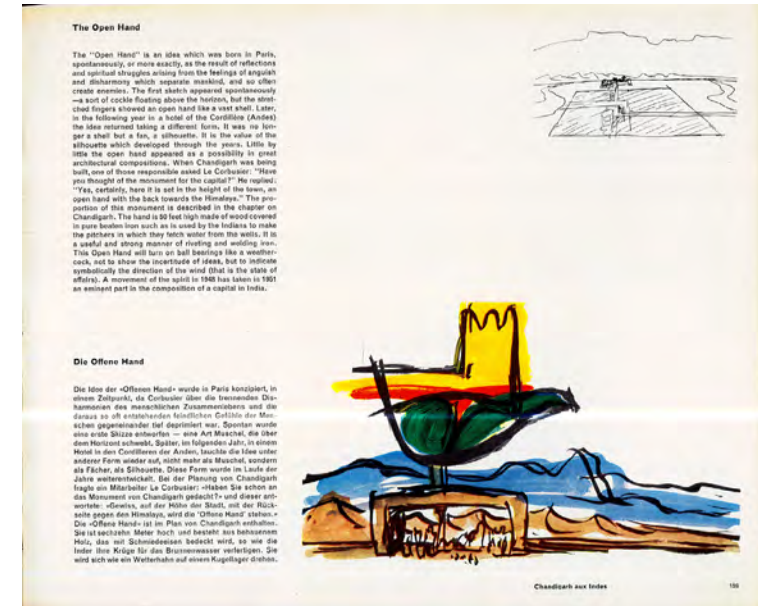 The Open Hand
The "Open Hand" is an idea which was born in Paris,
spontaneously, or more exactly, as the result of reflections
and spiritual struggles arising from the feelings of anguish
and disharmony which separate mankind, and so often
create enemies. The first sketch appeared spontaneously
—a sort of cockle floating above the horizon, but the stret-
ched fingers showed an open hand like a vast shell. Later,
in the following year in a hotel of the Cordillère (Andes)
the idea returned taking a different form. It was no lon-
ger a shell but a fan, a silhouette. It is the value of the
silhouette which developed through the years. Little by
little the open hand appeared as a possibility in great
architectural compositions. When Chandigarh was being
built, one of those responsible asked Le Corbusier: "Have
you thought of the monument for the capital?" He replied:
"Yes, certainly, here it is set in the height of the town, an
open hand with the back towards the Himalaya." The pro-
portion of this monument is described in the chapter on
Chandigarh. The hand is 50 feet high made of wood covered
in pure beaten iron such as is used by the Indians to make
the pitchers in which they fetch water from the wells. It is
a useful and strong manner of riveting and welding iron.
This Open Hand will turn on ball bearings like a weather-
cock, not to show the incertitude of ideas, but to indicate
symbolically the direction of the wind (that is the state of
affairs). A movement of the spirit in 1948 has taken in 1951
an eminent part in the composition of a capital in India.
Die Offene Hand
Die Idee der «Offenen Hand» wurde in Paris konzipiert, in
einem Zeitpunkt, da Corbusier über die trennenden Dis-
harmonien des menschlichen Zusammenlebens und die
daraus so oft entstehenden feindlichen Gefühle der Men-
schen gegeneinander tief deprimiert war. Spontan wurde
eine erste Skizze entworfen — eine Art Muschel, die über
dem Horizont schwebt. Später, im folgenden Jahr, in einem
Hotel in den Cordilleren der Anden, tauchte die Idee unter
anderer Form wieder auf, nicht mehr als Muschel, sondern
als Fächer, als Silhouette. Diese Form wurde im Laufe der
Jahre weiterentwickelt. Bei der Planung von Chandigarh
fragte ein Mitarbeiter Le Corbusier: «Haben Sie schon an
das Monument von Chandigarh gedacht?» und dieser ant-
wortete: «Gewiss, auf der Höhe der Stadt, mit der Rück-
seite gegen den Himalaya, wird die 'Offene Hand' stehen.»
Die «Offene Hand» ist im Plan von Chandigarh enthalten.
Sie ist sechzehn Meter hoch und besteht aus behauenem
Holz, das mit Schmiedeeisen bedeckt wird, so wie die
Inder ihre Krüge für das Brunnenwasser verfertigen. Sie
wird sich wie ein Wetterhahn auf einem Kugellager drehen.
Chandigarh aux Indes